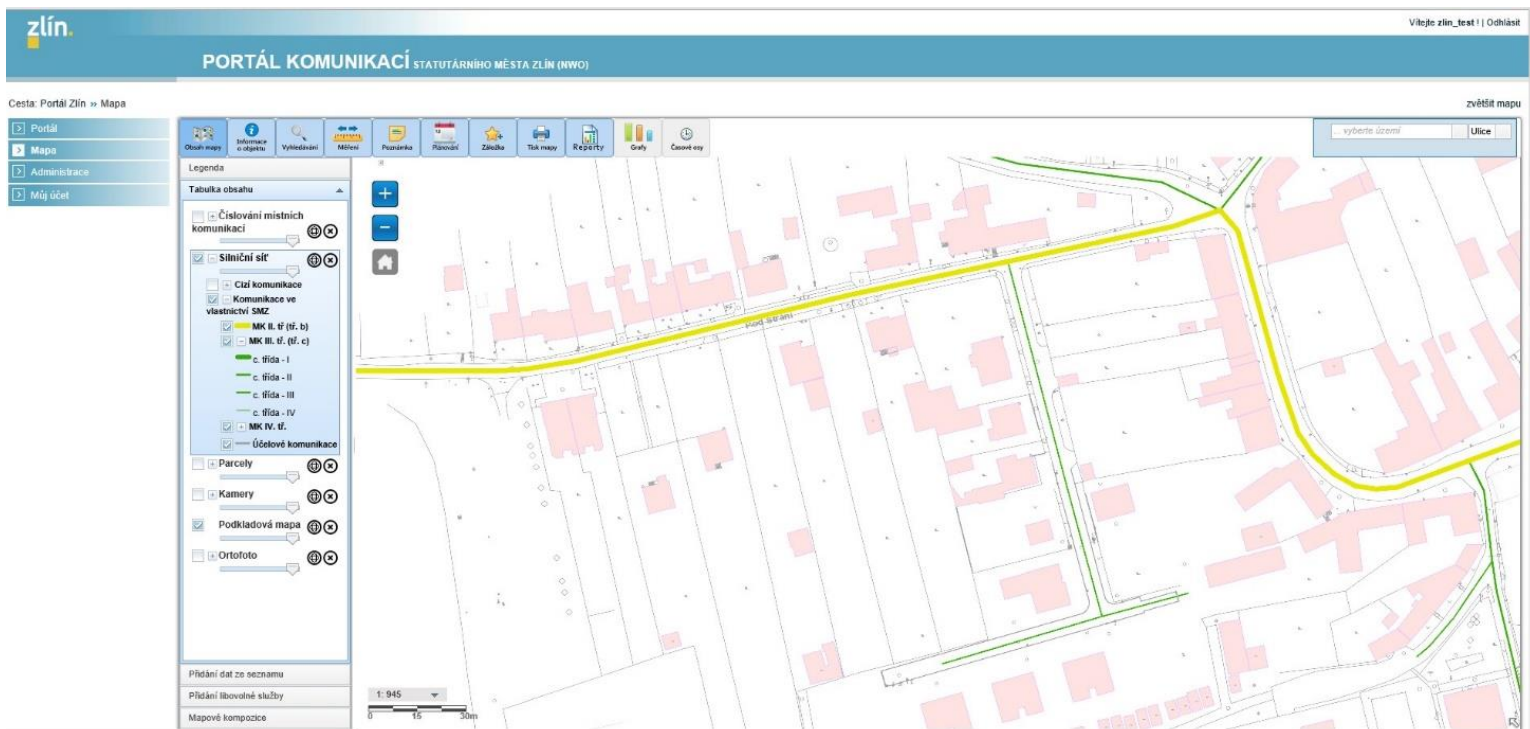 zlín.
Vítejte zlin_test ! | Odhlásit
PORTÁL KOMUNIKACÍ STATUTÁRNÍHO MĚSTA ZLÍN (NWO)
Cesta: Portál Zlín » Mapa
zvětšit mapu
Portál
Mapa
Administrace
Můj účet
Obsah mapy
Informace o objektu
Vyhledávání
Měření
Poznámka
Plánování
Záložka
Tisk mapy
Reporty
Grafy
Časové osy
... vyberte území
Ulice
Legenda
Tabulka obsahu
Číslování místních
komunikací
Silniční síť
Cizí komunikace
Komunikace ve
vlastnictví SMZ
MK II. tř (tř. b)
MK III. tř. (tř. c)
c. třída - I
c. třída - II
c. třída - III
c. třída - IV
MK IV. tř.
Účelové komunikace
Parcely
Kamery
Podkladová mapa
Ortofoto
Přidání dat ze seznamu
Přidání libovolné služby
Mapové kompozice
1: 945
0 15 30m